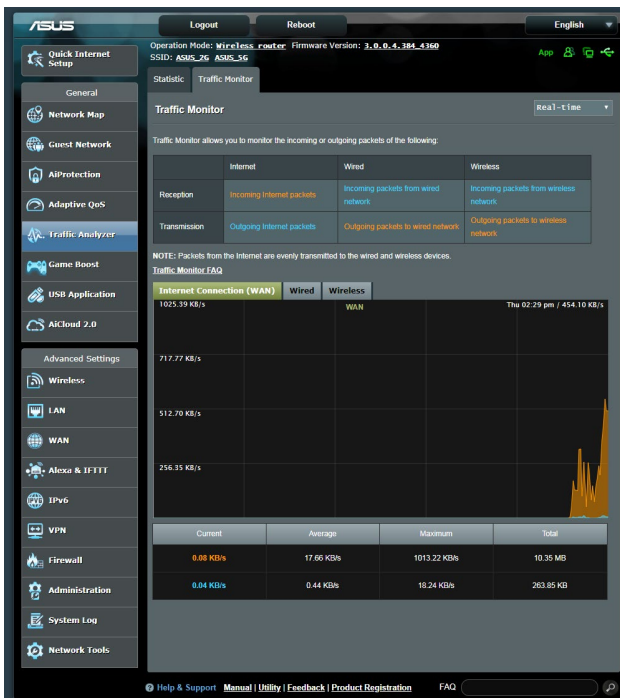 ASUS
Logout
Reboot
English
Quick Internet
Setup
Operation Mode: Wireless router Firmware Version: 3.0.0.4.384_4360
SSID: ASUS_2G ASUS_5G
App
General
Network Map
Guest Network
AiProtection
Adaptive QoS
Traffic Analyzer
Game Boost
USB Application
AiCloud 2.0
Advanced Settings
Wireless
LAN
WAN
Alexa & IFTTT
IPv6
VPN
Firewall
Administration
System Log
Network Tools
Statistic
Traffic Monitor
Traffic Monitor
Real-time
Traffic Monitor allows you to monitor the incoming or outgoing packets of the following:
Internet Wired Wireless
Reception
Incoming Internet packets
Incoming packets from wired
network
Incoming packets from wireless
network
Transmission
Outgoing Internet packets
Outgoing packets to wired network
Outgoing packets to wireless
network
NOTE: Packets from the Internet are evenly transmitted to the wired and wireless devices.
Traffic Monitor FAQ
Internet Connection (WAN) Wired Wireless
1025.39 KB/s
WAN
Thu 02:29 pm / 454.10 KB/s
717.77 KB/s
512.70 KB/s
256.35 KB/s
Current Average Maximum Total
0.08 KB/s 17.66 KB/s 1013.22 KB/s 10.35 MB
0.04 KB/s 0.44 KB/s 18.24 KB/s 263.85 KB
Help & Support Manual | Utility | Feedback | Product Registration FAQ